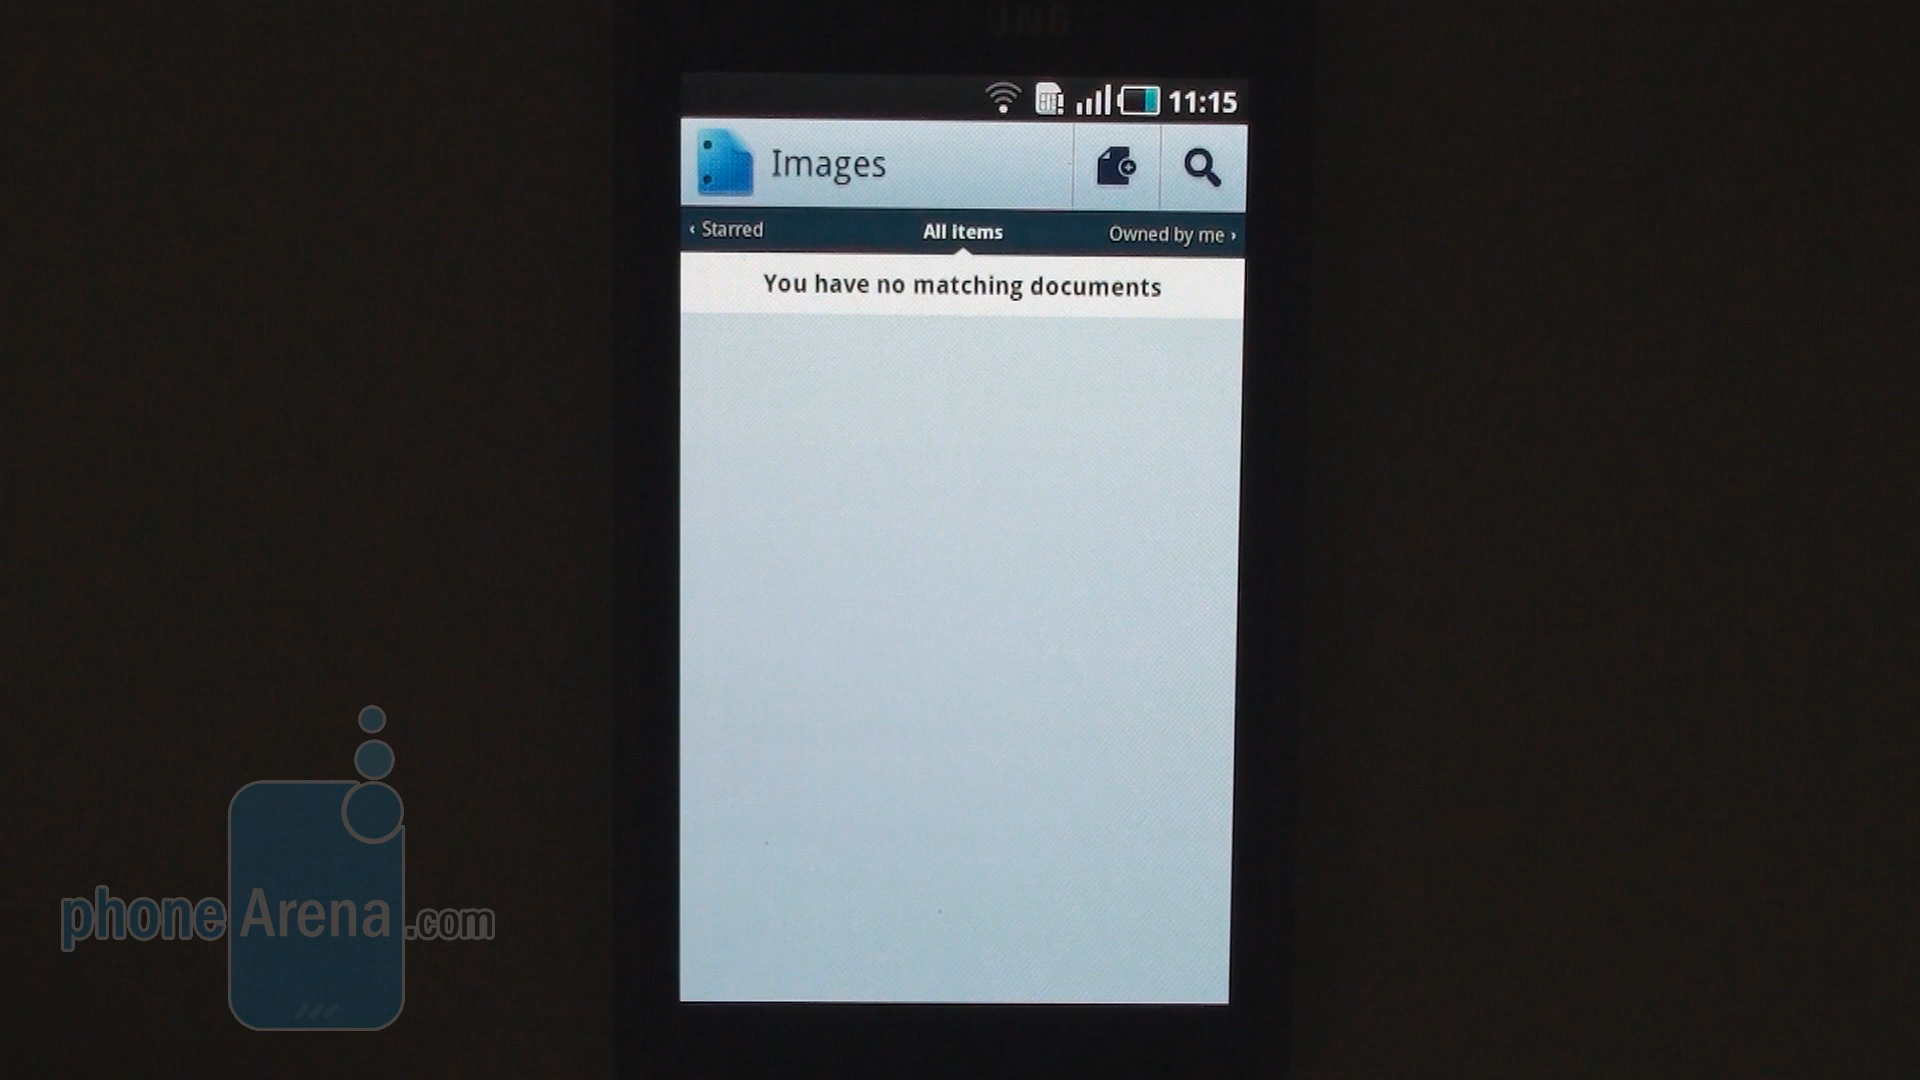 11:15
Images
‹ Starred
All items
Owned by me ›
You have no matching documents
phoneArena.com